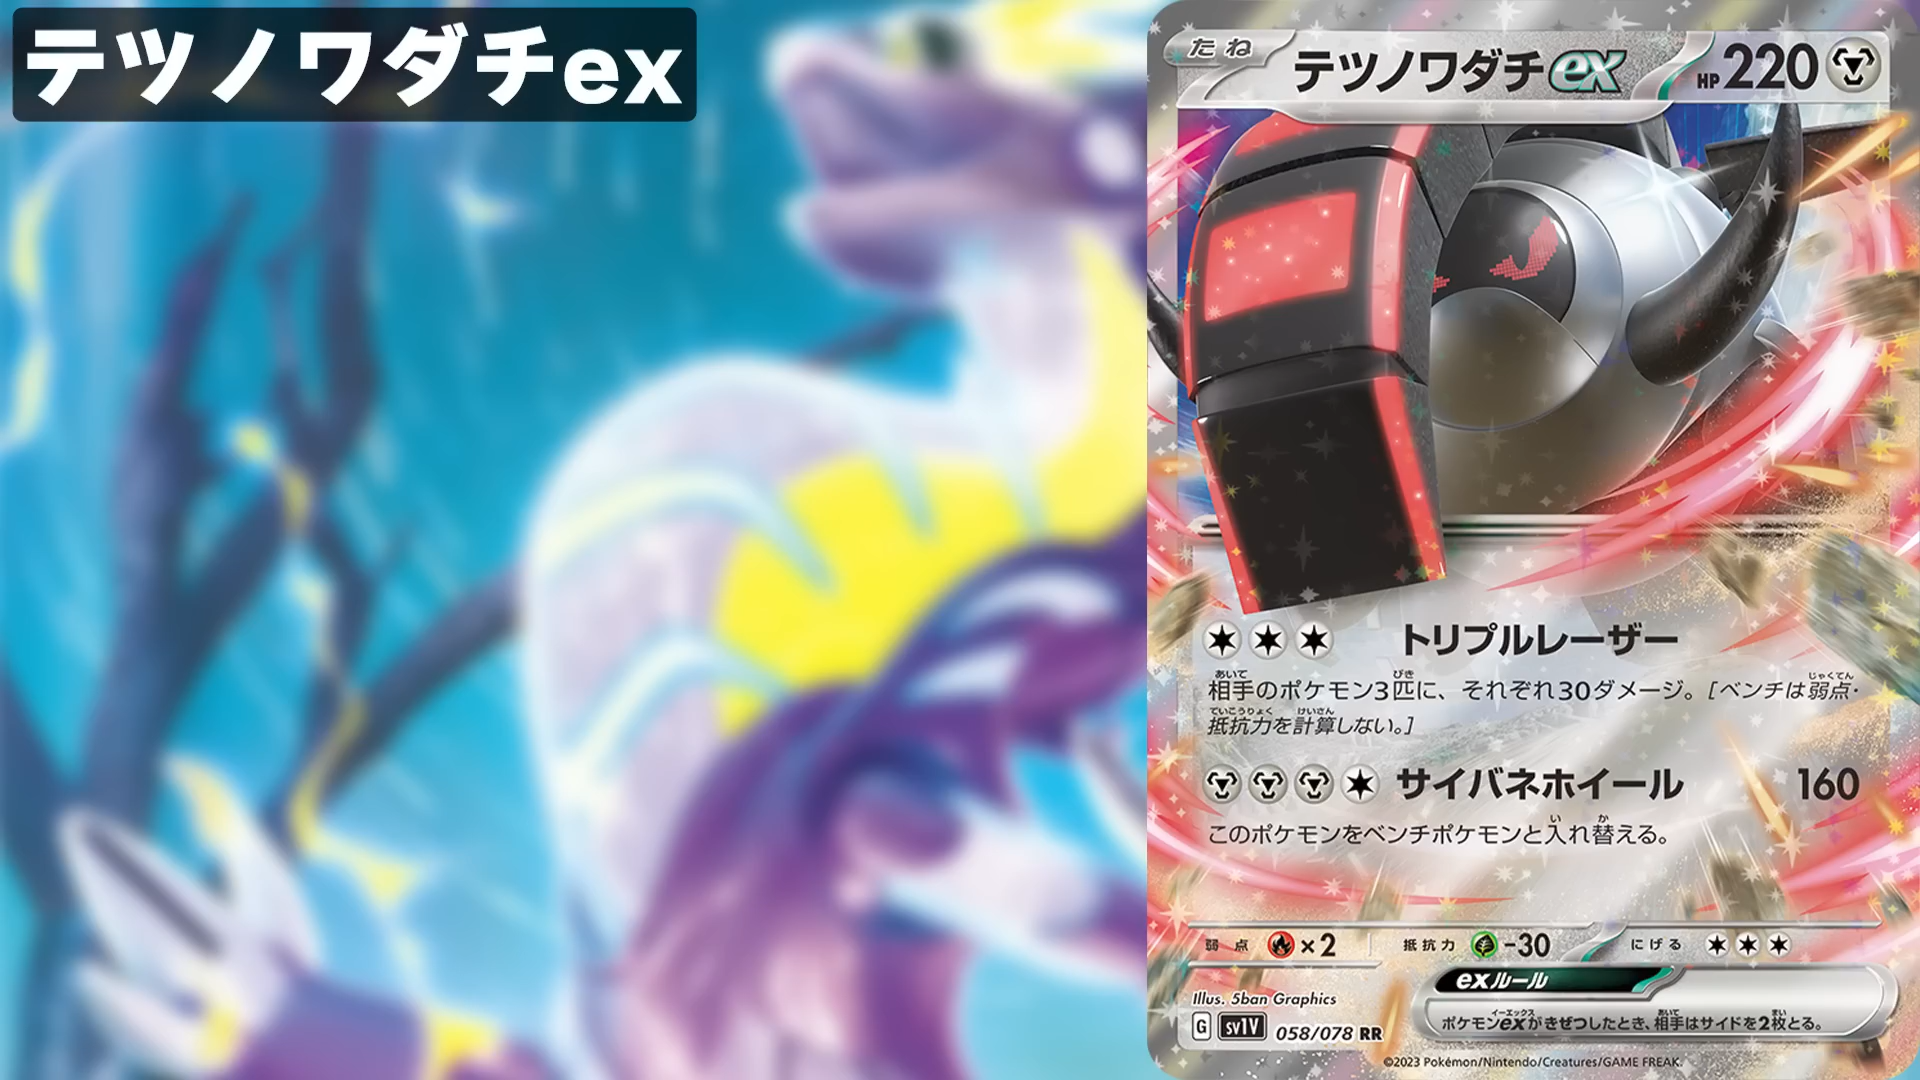 テツノワダチex
たね
テツノワダチex HP220
トリプルレーザー
相手のポケモン3匹に、それぞれ30ダメージ。[ベンチは弱点・
抵抗力を計算しない。]
サイバネホイール 160
このポケモンをベンチポケモンと入れ替える。
弱点 ×2 抵抗力 -30 にげる
exルール
ポケモンexがきぜつしたとき、相手はサイドを2枚とる。
Illus. 5ban Graphics
G sv1V 058/078 RR
©2023 Pokémon/Nintendo/Creatures/GAME FREAK.